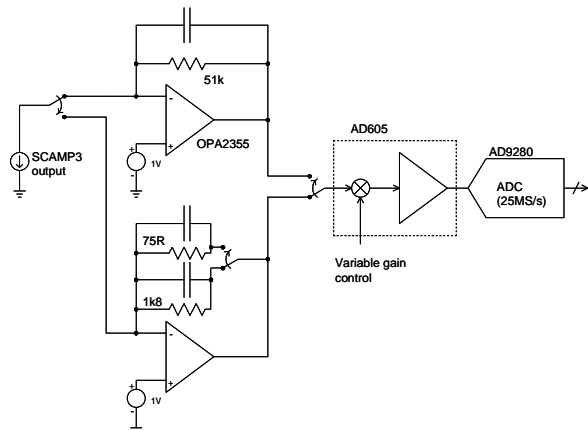 51k
-
+
OPA2355
+
-
1V
SCAMP3
output
AD605
AD9280
ADC
(25MS/s)
Variable gain
control
75R
1k8
-
+
+
-
1V